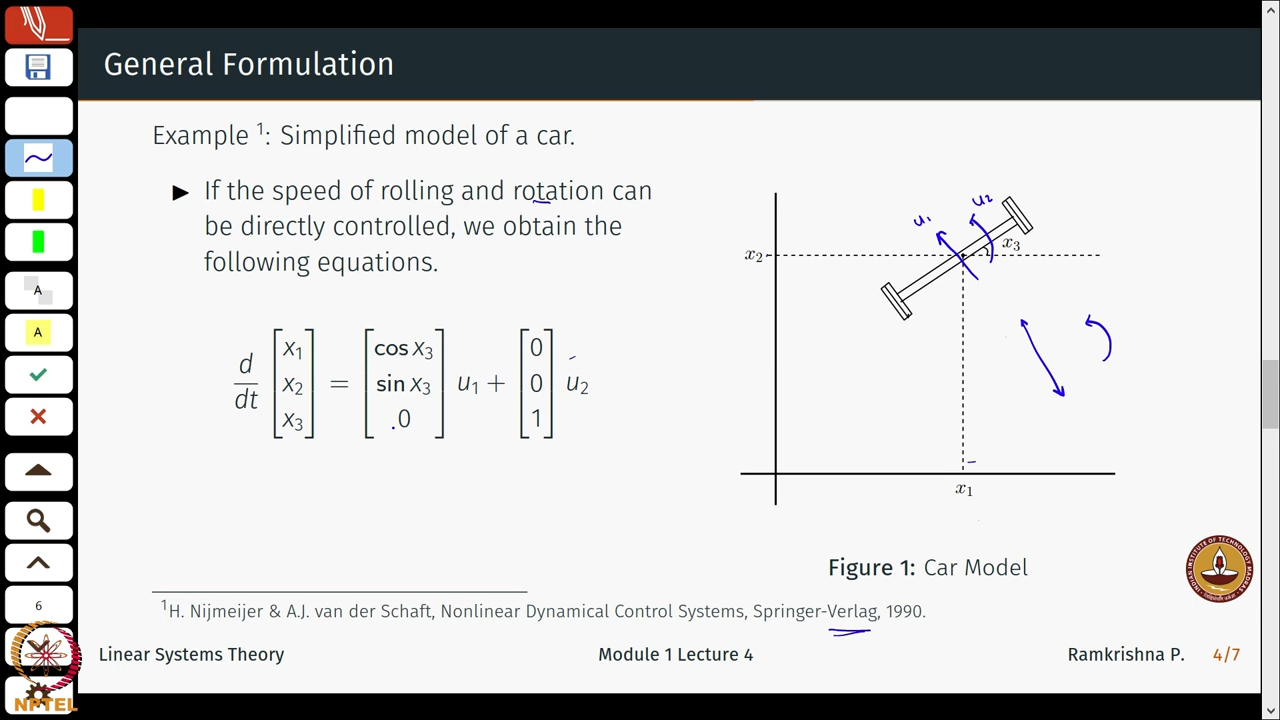 General Formulation
Example ¹: Simplified model of a car.
▶ If the speed of rolling and rotation can
be directly controlled, we obtain the
following equations.
d/dt [x₁ x₂ x₃] = [cos x₃ sin x₃ 0] u₁ + [0 0 1] u₂
u₁
u₂
x₃
x₂
x₁
Figure 1: Car Model
¹H. Nijmeijer & A.J. van der Schaft, Nonlinear Dynamical Control Systems, Springer-Verlag, 1990.
Linear Systems Theory
Module 1 Lecture 4
Ramkrishna P.
4/7
A
A
6
NPTEL